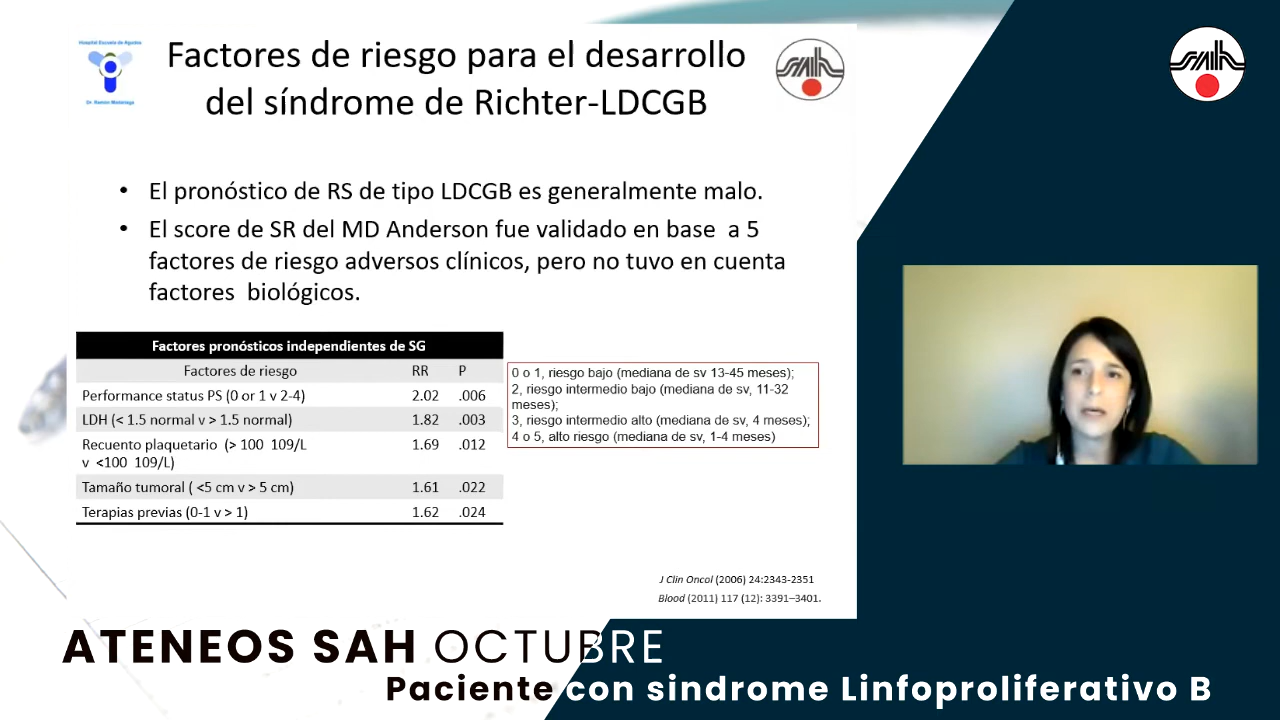 Hospital Escuela de Agudos
Dr. Ramón Madariaga
Factores de riesgo para el desarrollo
del síndrome de Richter-LDCGB
• El pronóstico de RS de tipo LDCGB es generalmente malo.
• El score de SR del MD Anderson fue validado en base a 5
factores de riesgo adversos clínicos, pero no tuvo en cuenta
factores biológicos.
Factores pronósticos independientes de SG
Factores de riesgo RR P
Performance status PS (0 or 1 v 2-4) 2.02 .006
LDH (< 1.5 normal v > 1.5 normal) 1.82 .003
Recuento plaquetario (> 100 109/L 1.69 .012
v <100 109/L)
Tamaño tumoral ( <5 cm v > 5 cm) 1.61 .022
Terapias previas (0-1 v > 1) 1.62 .024
0 o 1, riesgo bajo (mediana de sv 13-45 meses);
2, riesgo intermedio bajo (mediana de sv, 11-32
meses);
3, riesgo intermedio alto (mediana de sv, 4 meses);
4 o 5, alto riesgo (mediana de sv, 1-4 meses)
J Clin Oncol (2006) 24:2343-2351
Blood (2011) 117 (12): 3391–3401.
ATENEOS SAH OCTUBRE
Paciente con sindrome Linfoproliferativo B